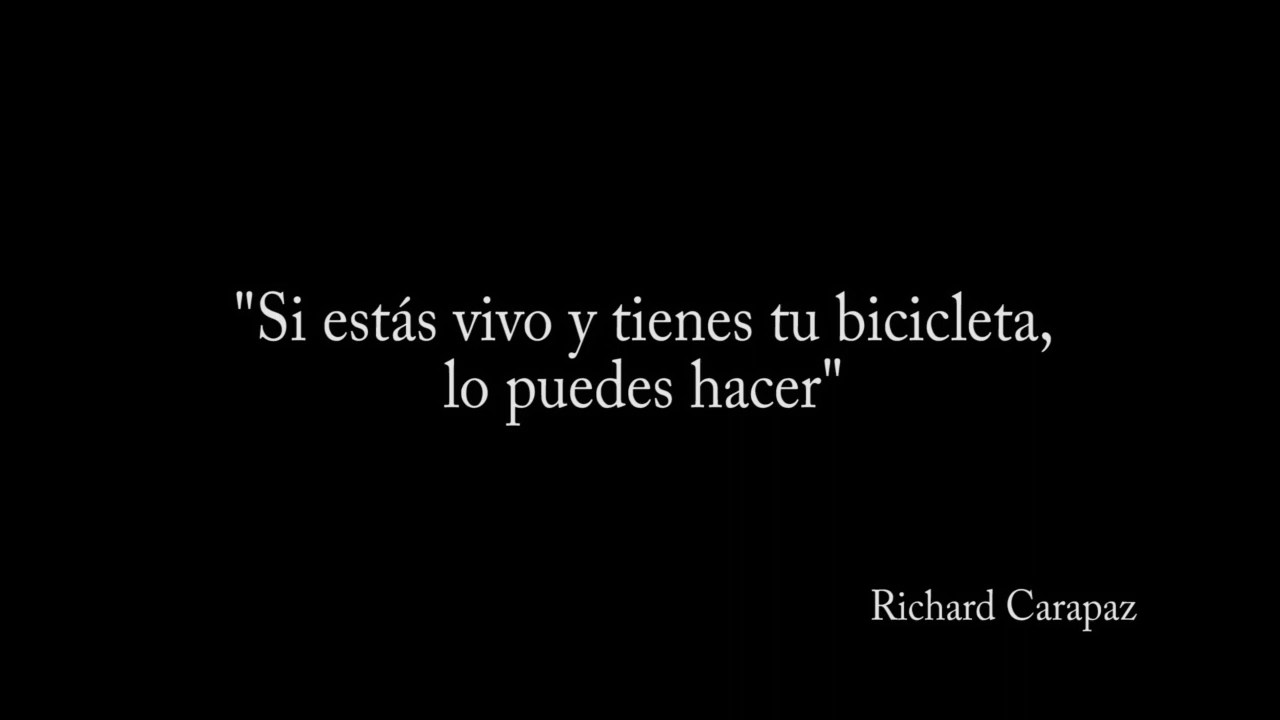 "Si estás vivo y tienes tu bicicleta,
lo puedes hacer"
Richard Carapaz